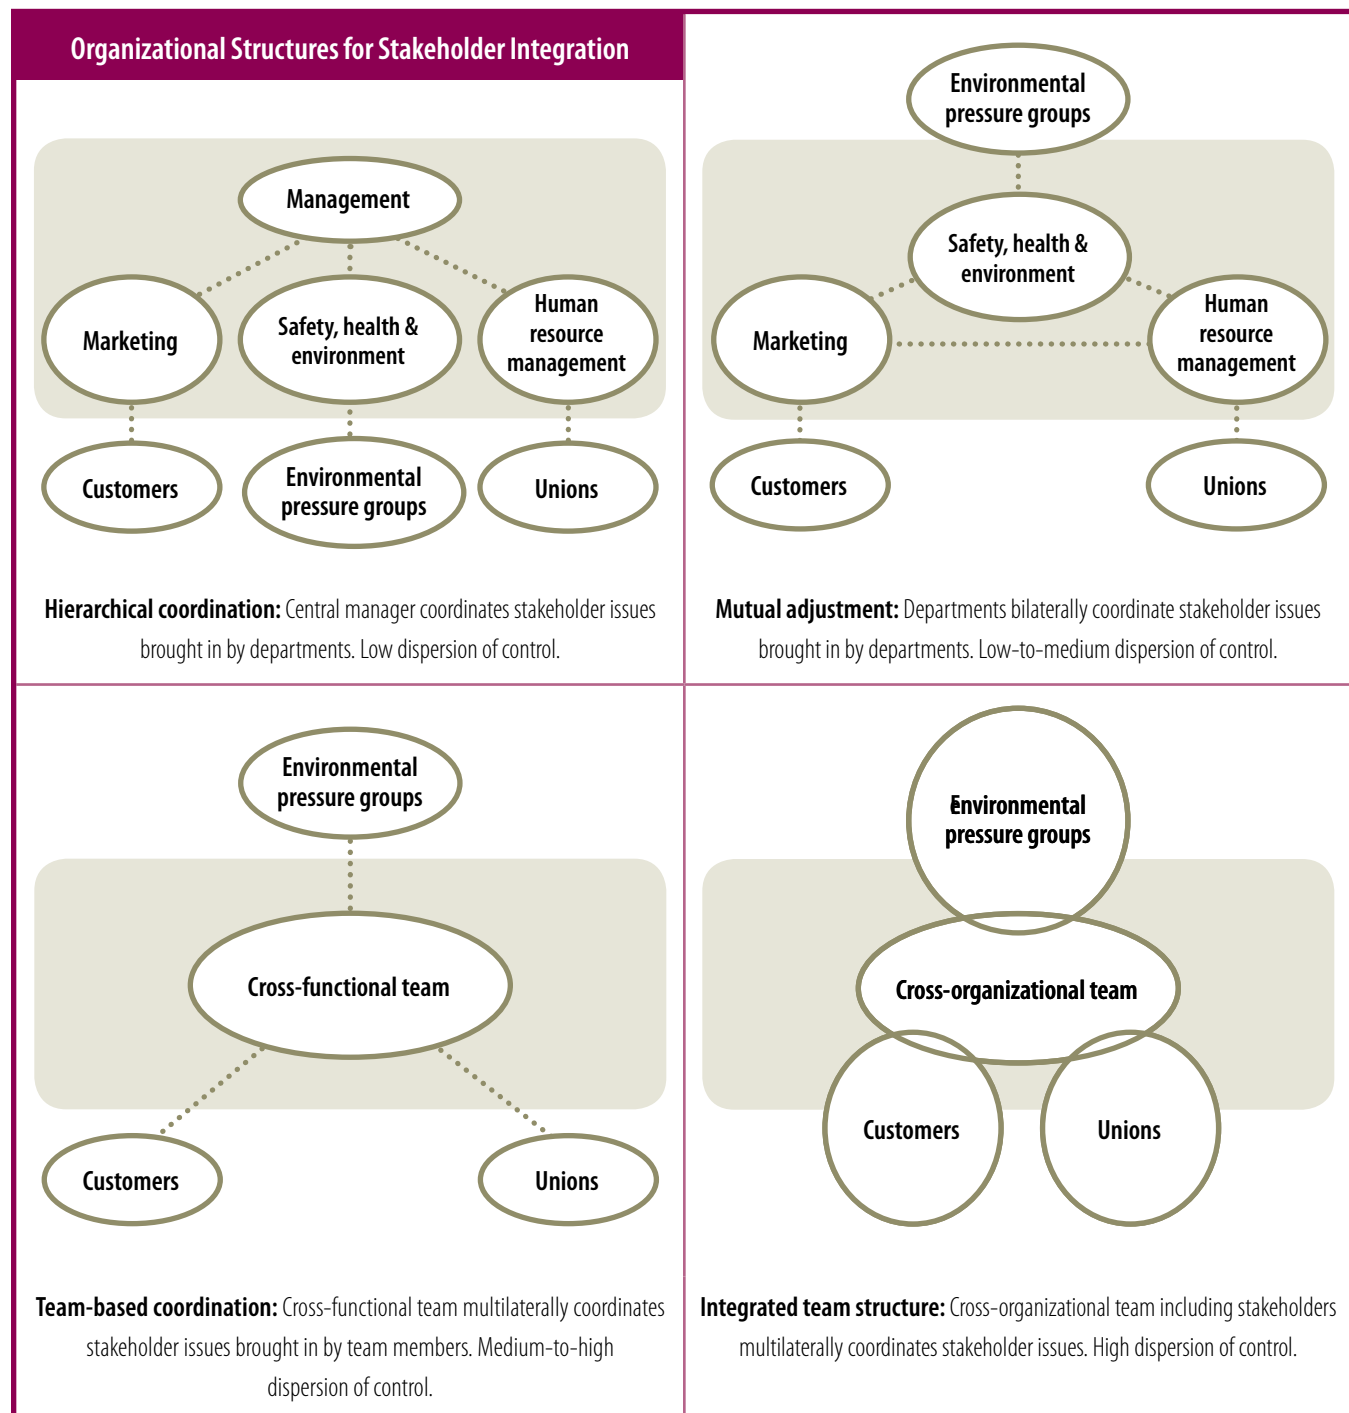 Organizational Structures for Stakeholder Integration
Management
Marketing
Safety, health &
environment
Human
resource
management
Customers
Environmental
pressure groups
Unions
Hierarchical coordination: Central manager coordinates stakeholder issues
brought in by departments. Low dispersion of control.
Environmental
pressure groups
Safety, health &
environment
Marketing
Human
resource
management
Customers
Unions
Mutual adjustment: Departments bilaterally coordinate stakeholder issues
brought in by departments. Low-to-medium dispersion of control.
Environmental
pressure groups
Cross-functional team
Customers
Unions
Team-based coordination: Cross-functional team multilaterally coordinates
stakeholder issues brought in by team members. Medium-to-high
dispersion of control.
Environmental
pressure groups
Cross-organizational team
Customers
Unions
Integrated team structure: Cross-organizational team including stakeholders
multilaterally coordinates stakeholder issues. High dispersion of control.